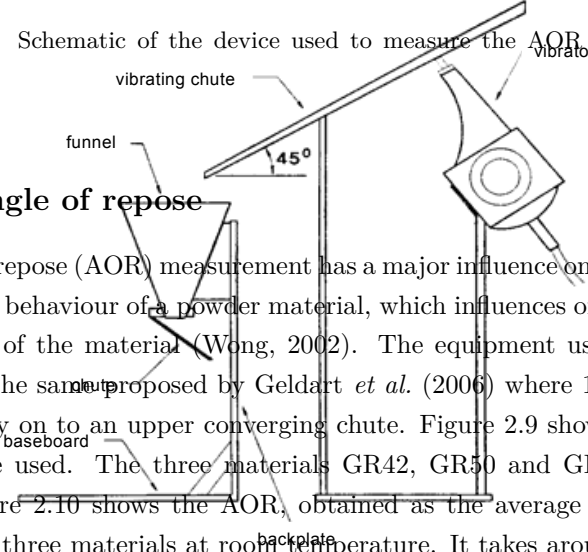 Schematic of the device used to measure the AOR
vibrato
vibrating chute
funnel
45°
ngle of repose
repose (AOR) measurement has a major influence on
behaviour of a powder material, which influences o
of the material (Wong, 2002). The equipment us
he same proposed by Geldart et al. (2006) where 1
chute
y on to an upper converging chute. Figure 2.9 show
baseboard
e used. The three materials GR42, GR50 and GI
re 2.10 shows the AOR, obtained as the average
backplate
three materials at room temperature. It takes aroun